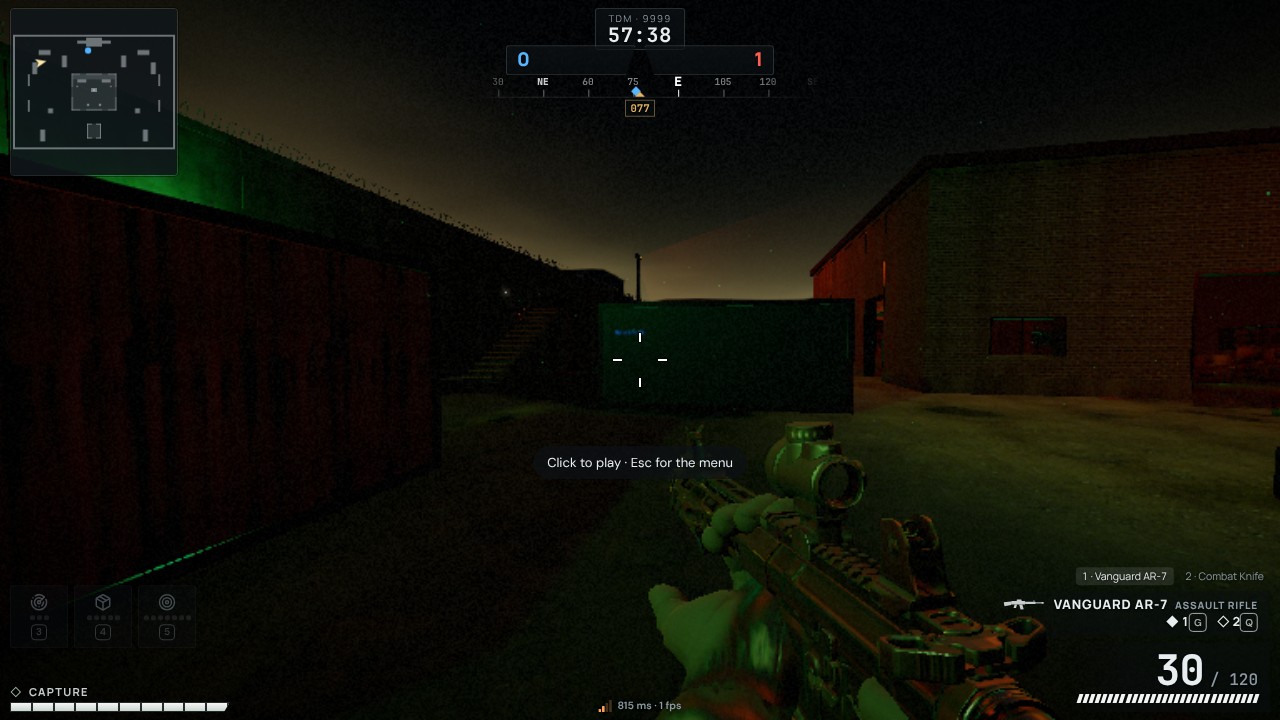 TDM · 9999
57:38
0 1
30 NE 60 75 E 105 120
077
Click to play · Esc for the menu
1 · Vanguard AR-7 2 · Combat Knife
VANGUARD AR-7 ASSAULT RIFLE
1 G 2 Q
3 4 5
30 / 120
CAPTURE
815 ms · 1 fps